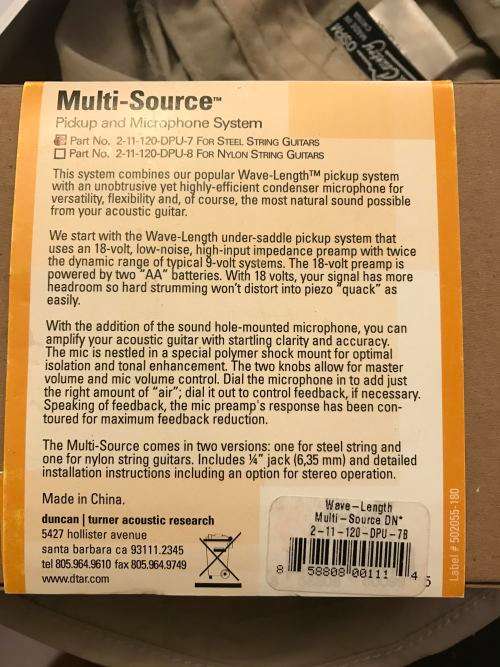 Multi-Source™
Pickup and Microphone System
Part No. 2-11-120-DPU-7 For Steel String Guitars
Part No. 2-11-120-DPU-8 For Nylon String Guitars
This system combines our popular Wave-Length™ pickup system
with an unobtrusive yet highly-efficient condenser microphone for
versatility, flexibility and, of course, the most natural sound possible
from your acoustic guitar.
We start with the Wave-Length under-saddle pickup system that
uses an 18-volt, low-noise, high-input impedance preamp with twice
the dynamic range of typical 9-volt systems. The 18-volt preamp is
powered by two "AA" batteries. With 18 volts, your signal has more
headroom so hard strumming won't distort into piezo "quack" as
easily.
With the addition of the sound hole-mounted microphone, you can
amplify your acoustic guitar with startling clarity and accuracy.
The mic is nestled in a special polymer shock mount for optimal
isolation and tonal enhancement. The two knobs allow for master
volume and mic volume control. Dial the microphone in to add just
the right amount of "air"; dial it out to control feedback, if necessary.
Speaking of feedback, the mic preamp's response has been con-
toured for maximum feedback reduction.
The Multi-Source comes in two versions: one for steel string and
one for nylon string guitars. Includes ¼" jack (6,35 mm) and detailed
installation instructions including an option for stereo operation.
Made in China.
duncan | turner acoustic research
5427 hollister avenue
santa barbara ca 93111.2345
tel 805.964.9610 fax 805.964.9749
www.dtar.com
Wave-Length
Multi-Source DN*
2-11-120-DPU-7B
8 58808 00111 4
5
Label # 502055-180